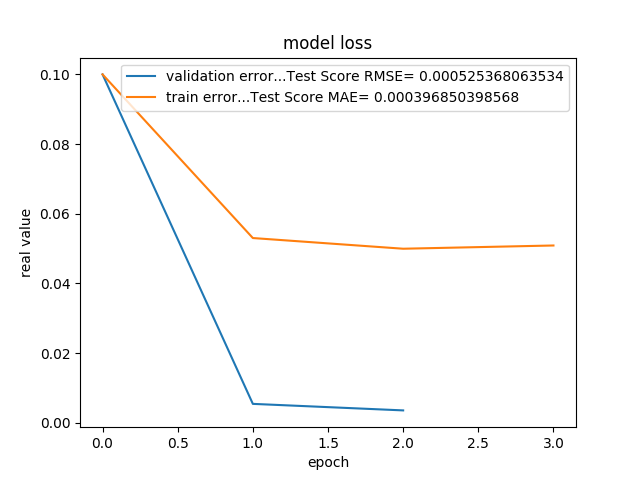 model loss
validation error...Test Score RMSE= 0.000525368063534
train error...Test Score MAE= 0.000396850398568
real value
0.10
0.08
0.06
0.04
0.02
0.00
0.0 0.5 1.0 1.5 2.0 2.5 3.0
epoch